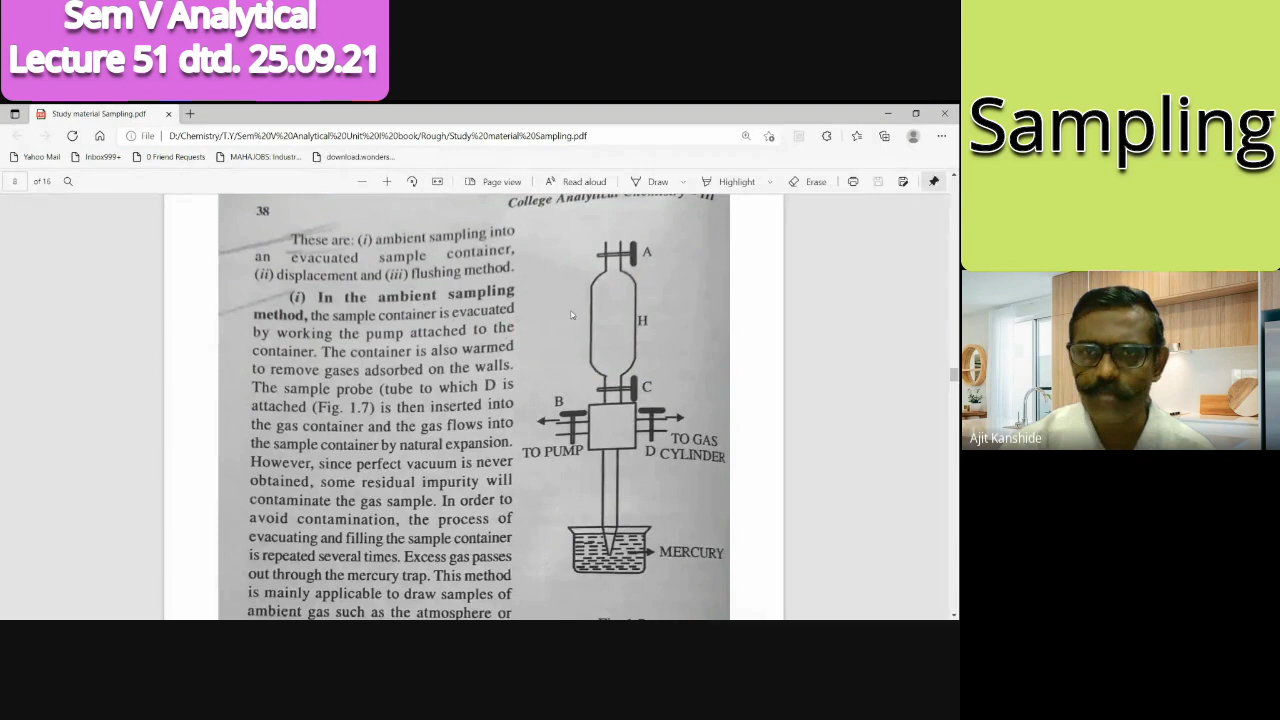 Sem V Analytical
Lecture 51 dtd. 25.09.21
Sampling
Study material Sampling.pdf
File
D:/Chemistry/T.Y/Sem%20V%20Analytical%20Unit%20I%20book/Rough/Study%20material%20Sampling.pdf
Yahoo Mail
Inbox999+
0 Friend Requests
MAHAJOBS: Industr...
download.wonders...
8 of 16
Page view
Read aloud
Draw
Highlight
Erase
38
College Analytical Chemistry - III
These are: (i) ambient sampling into
an evacuated sample container,
(ii) displacement and (iii) flushing method.
(i) In the ambient sampling
method, the sample container is evacuated
by working the pump attached to the
container. The container is also warmed
to remove gases adsorbed on the walls.
The sample probe (tube to which D is
attached (Fig. 1.7) is then inserted into
the gas container and the gas flows into
the sample container by natural expansion.
However, since perfect vacuum is never
obtained, some residual impurity will
contaminate the gas sample. In order to
avoid contamination, the process of
evacuating and filling the sample container
is repeated several times. Excess gas passes
out through the mercury trap. This method
is mainly applicable to draw samples of
ambient gas such as the atmosphere or
A
H
C
B
TO PUMP
TO GAS
D CYLINDER
MERCURY
Ajit Kanshide